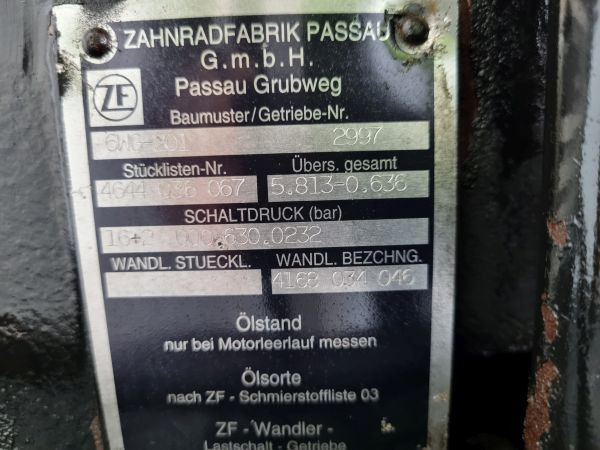 ZAHNRADFABRIK PASSAU
G.m.b.H.
ZF
Passau Grubweg
Baumuster/Getriebe-Nr.
2997
Stücklisten-Nr. Übers. gesamt
4644 036 067 5.813-0.636
SCHALTDRUCK (bar)
WANDL. STUECKL. WANDL. BEZCHNG.
4168 034 046
Ölstand
nur bei Motorleerlauf messen
Ölsorte
nach ZF - Schmierstoffliste 03
ZF - Wandler -
Lastschalt - Getriebe